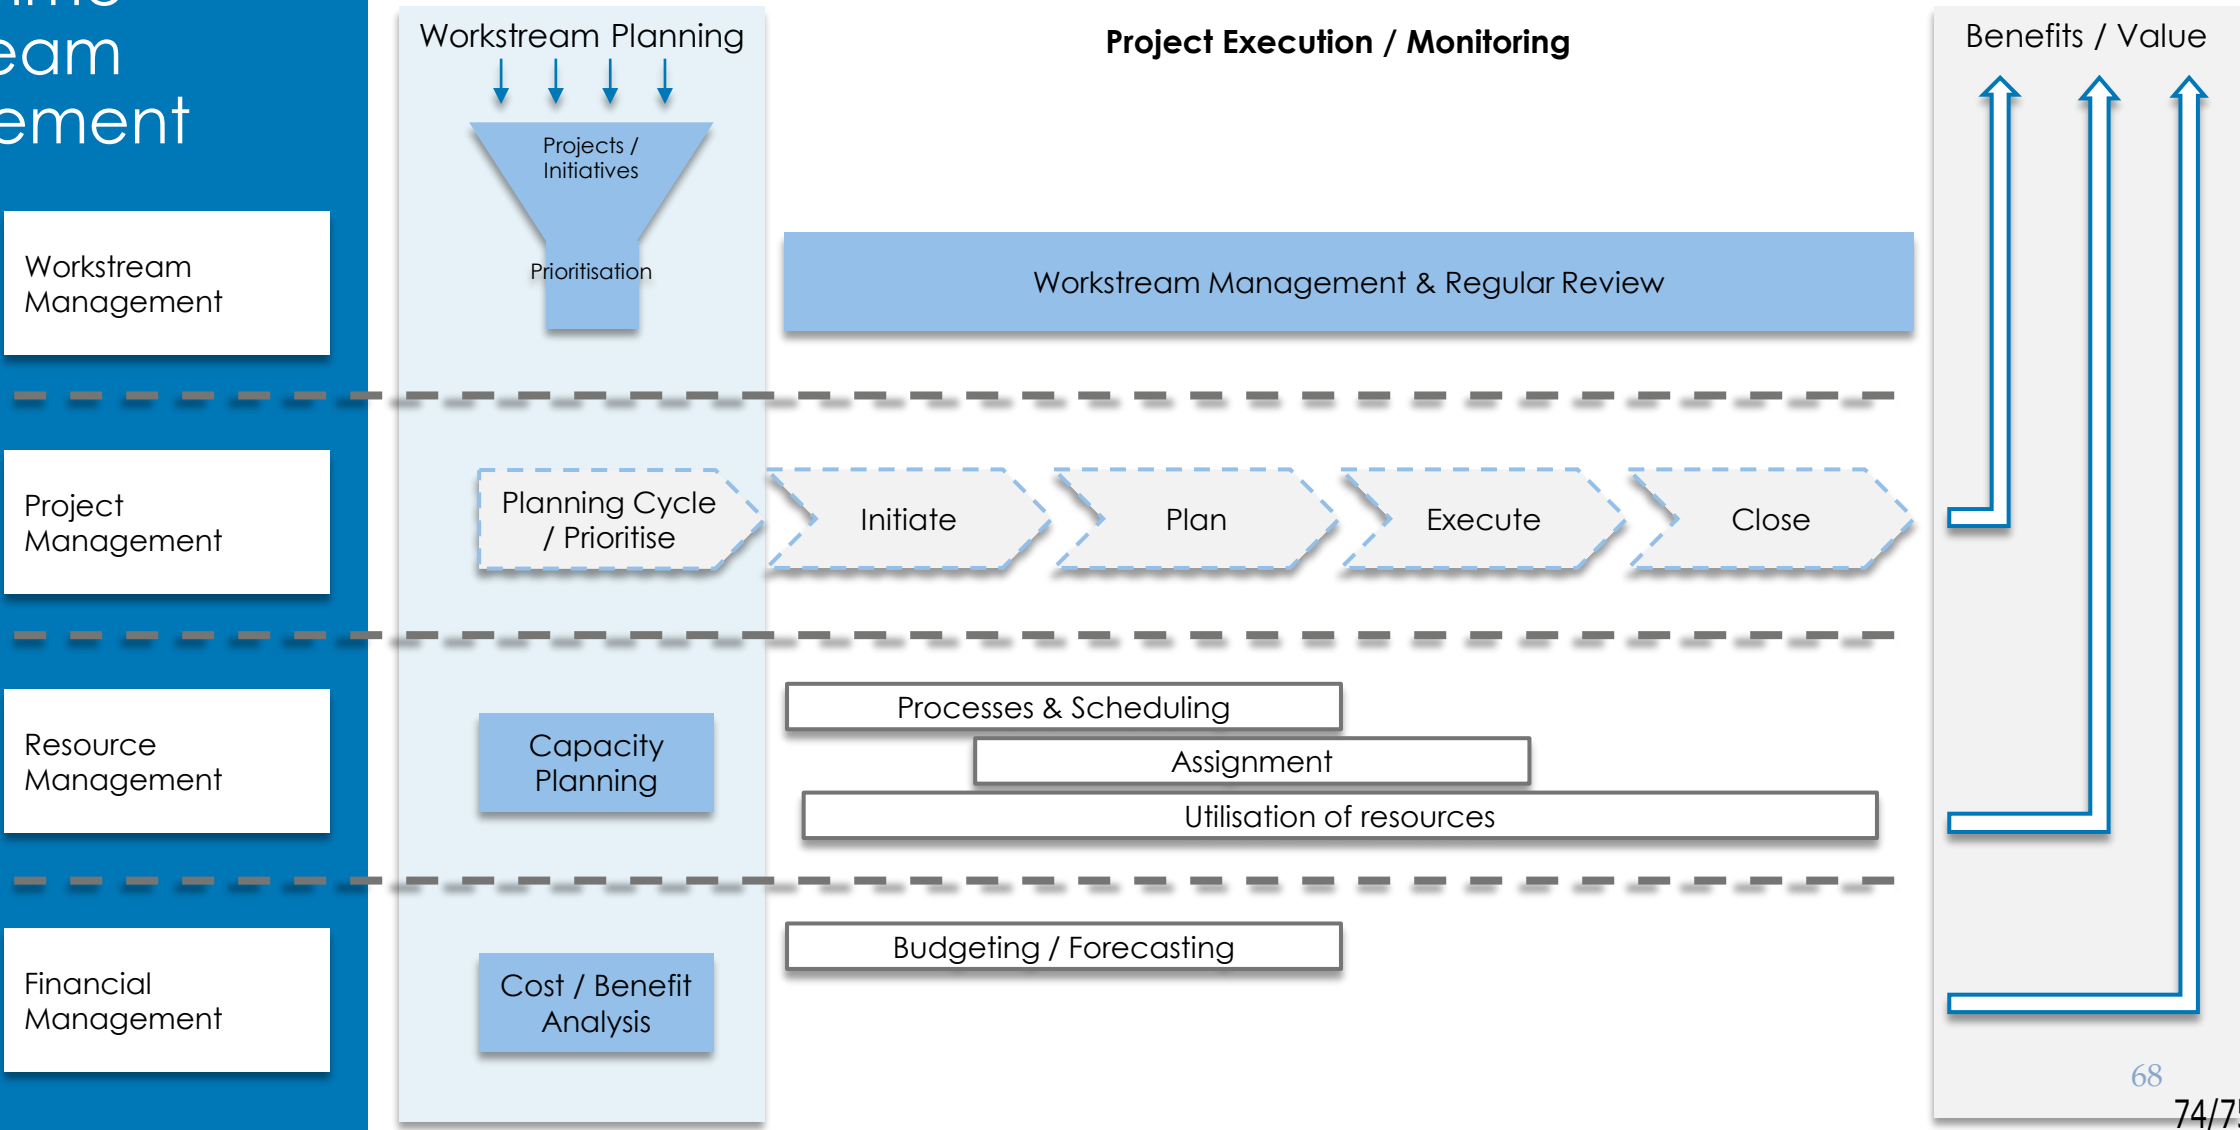 Workstream Planning
Project Execution / Monitoring
Benefits / Value
Projects /
Initiatives
Prioritisation
Workstream
Management
Workstream Management & Regular Review
Project
Management
Planning Cycle
/ Prioritise
Initiate
Plan
Execute
Close
Resource
Management
Capacity
Planning
Processes & Scheduling
Assignment
Utilisation of resources
Financial
Management
Cost / Benefit
Analysis
Budgeting / Forecasting
68